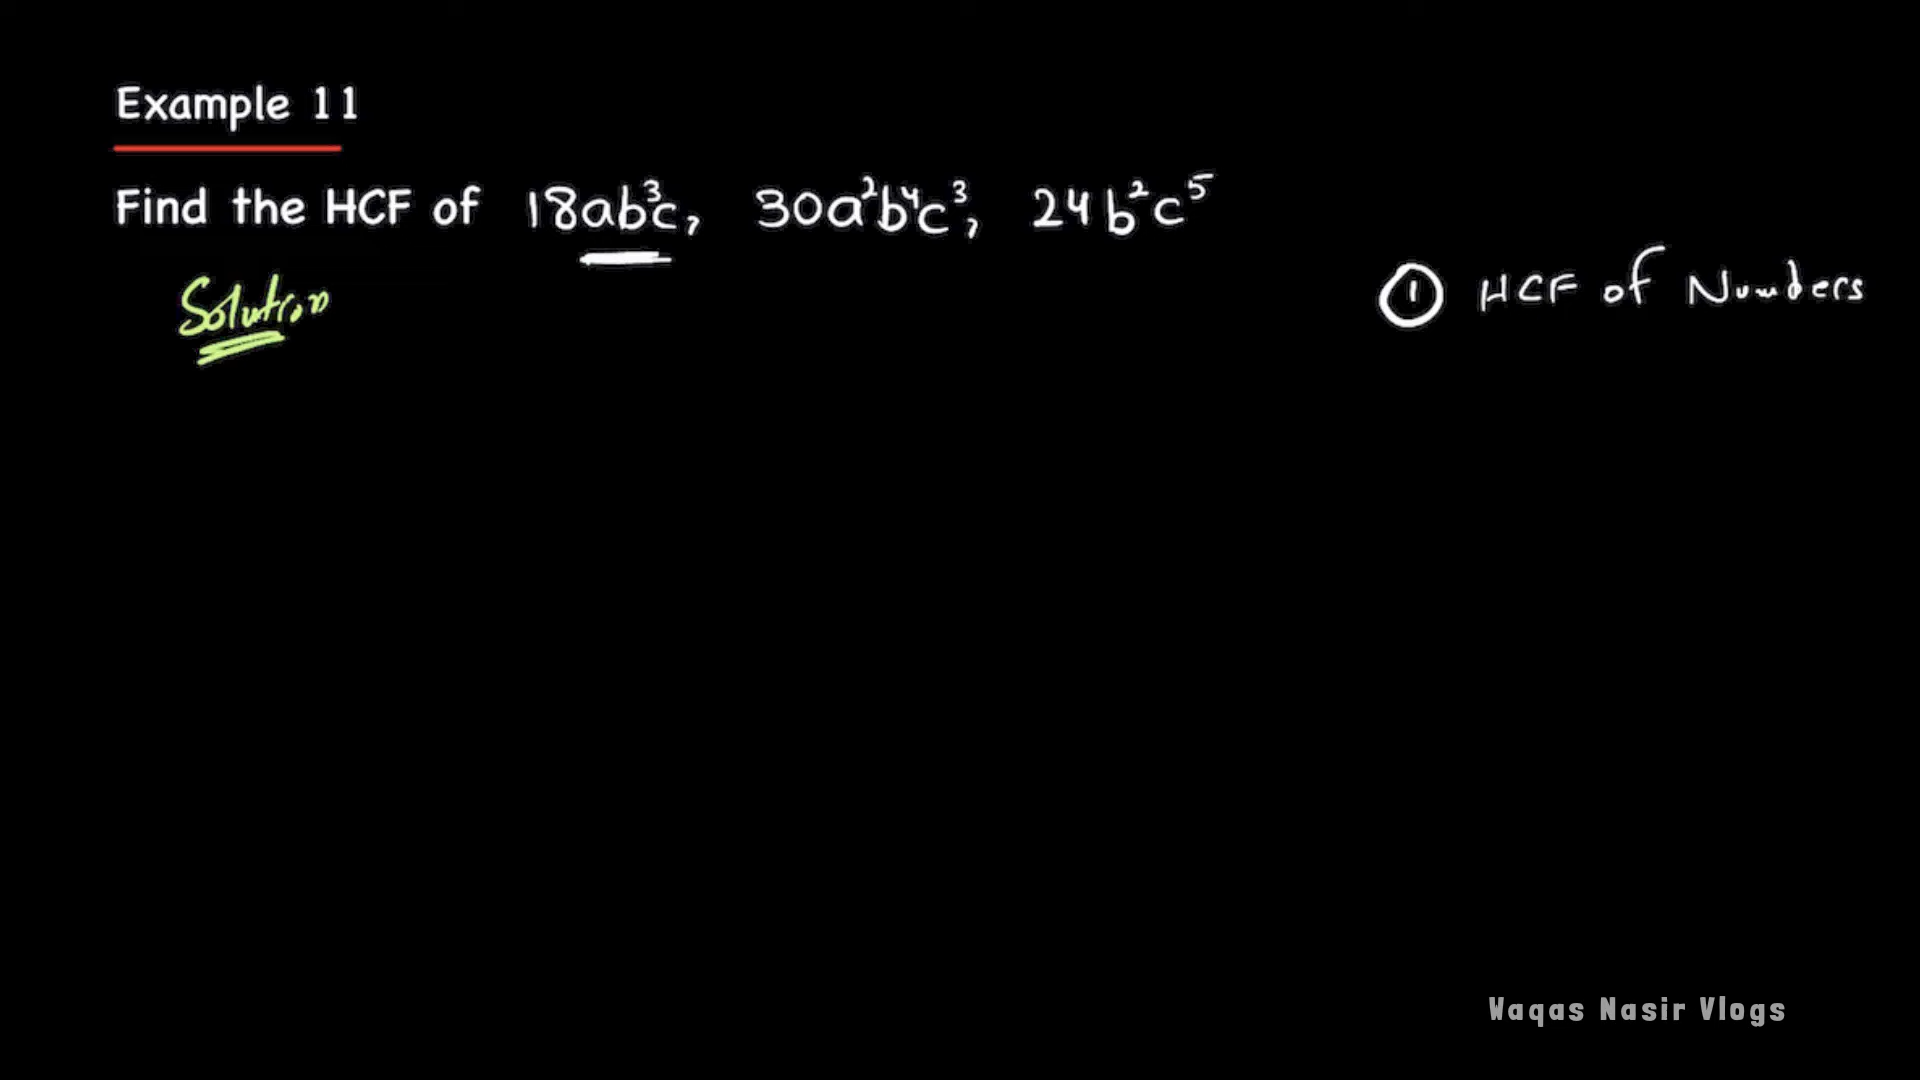 Example 11
Find the HCF of 18ab³c, 30a²b⁴c³, 24b²c⁵
Solution
① HCF of Numbers
Waqas Nasir Vlogs